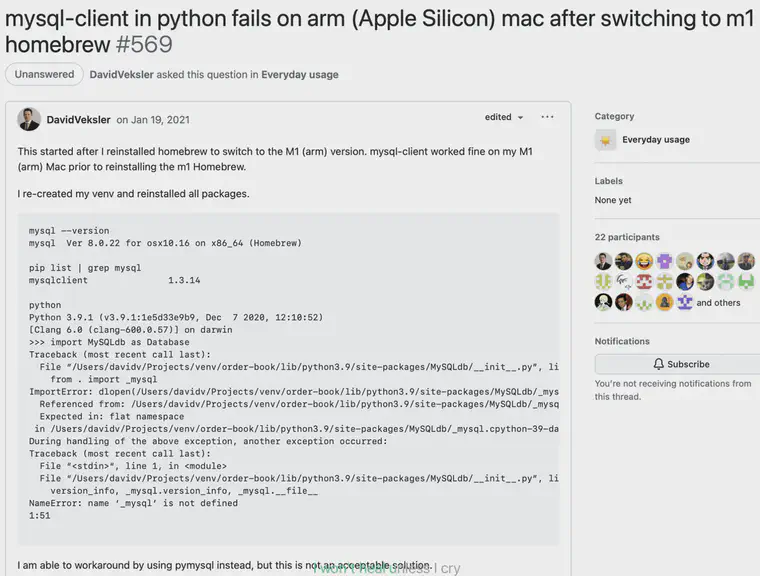 mysql-client in python fails on arm (Apple Silicon) mac after switching to m1
homebrew #569
Unanswered DavidVeksler asked this question in Everyday usage
DavidVeksler on Jan 19, 2021
edited
This started after I reinstalled homebrew to switch to the M1 (arm) version. mysql-client worked fine on my M1
(arm) Mac prior to reinstalling the m1 Homebrew.
I re-created my venv and reinstalled all packages.
mysql --version
mysql Ver 8.0.22 for osx10.16 on x86_64 (Homebrew)
pip list | grep mysql
mysqlclient 1.3.14
python
Python 3.9.1 (v3.9.1:1e5d33e9b9, Dec 7 2020, 12:10:52)
[Clang 6.0 (clang-600.0.57)] on darwin
>>> import MySQLdb as Database
Traceback (most recent call last):
File "/Users/davidv/Projects/venv/order-book/lib/python3.9/site-packages/MySQLdb/__init__.py", li
from . import _mysql
ImportError: dlopen(/Users/davidv/Projects/venv/order-book/lib/python3.9/site-packages/MySQLdb/_mys
Referenced from: /Users/davidv/Projects/venv/order-book/lib/python3.9/site-packages/MySQLdb/_mysq
Expected in: flat namespace
in /Users/davidv/Projects/venv/order-book/lib/python3.9/site-packages/MySQLdb/_mysql.cpython-39-da
During handling of the above exception, another exception occurred:
Traceback (most recent call last):
File “<stdin>”, line 1, in <module>
File "/Users/davidv/Projects/venv/order-book/lib/python3.9/site-packages/MySQLdb/__init__.py", li
version_info, _mysql.version_info, _mysql.__file__
NameError: name ‘_mysql’ is not defined
1:51
I am able to workaround by using pymysql instead, but this is not an acceptable solution.
I won't heard unless I cry
Category
Everyday usage
Labels
None yet
22 participants
and others
Notifications
Subscribe
You're not receiving notifications from
this thread.